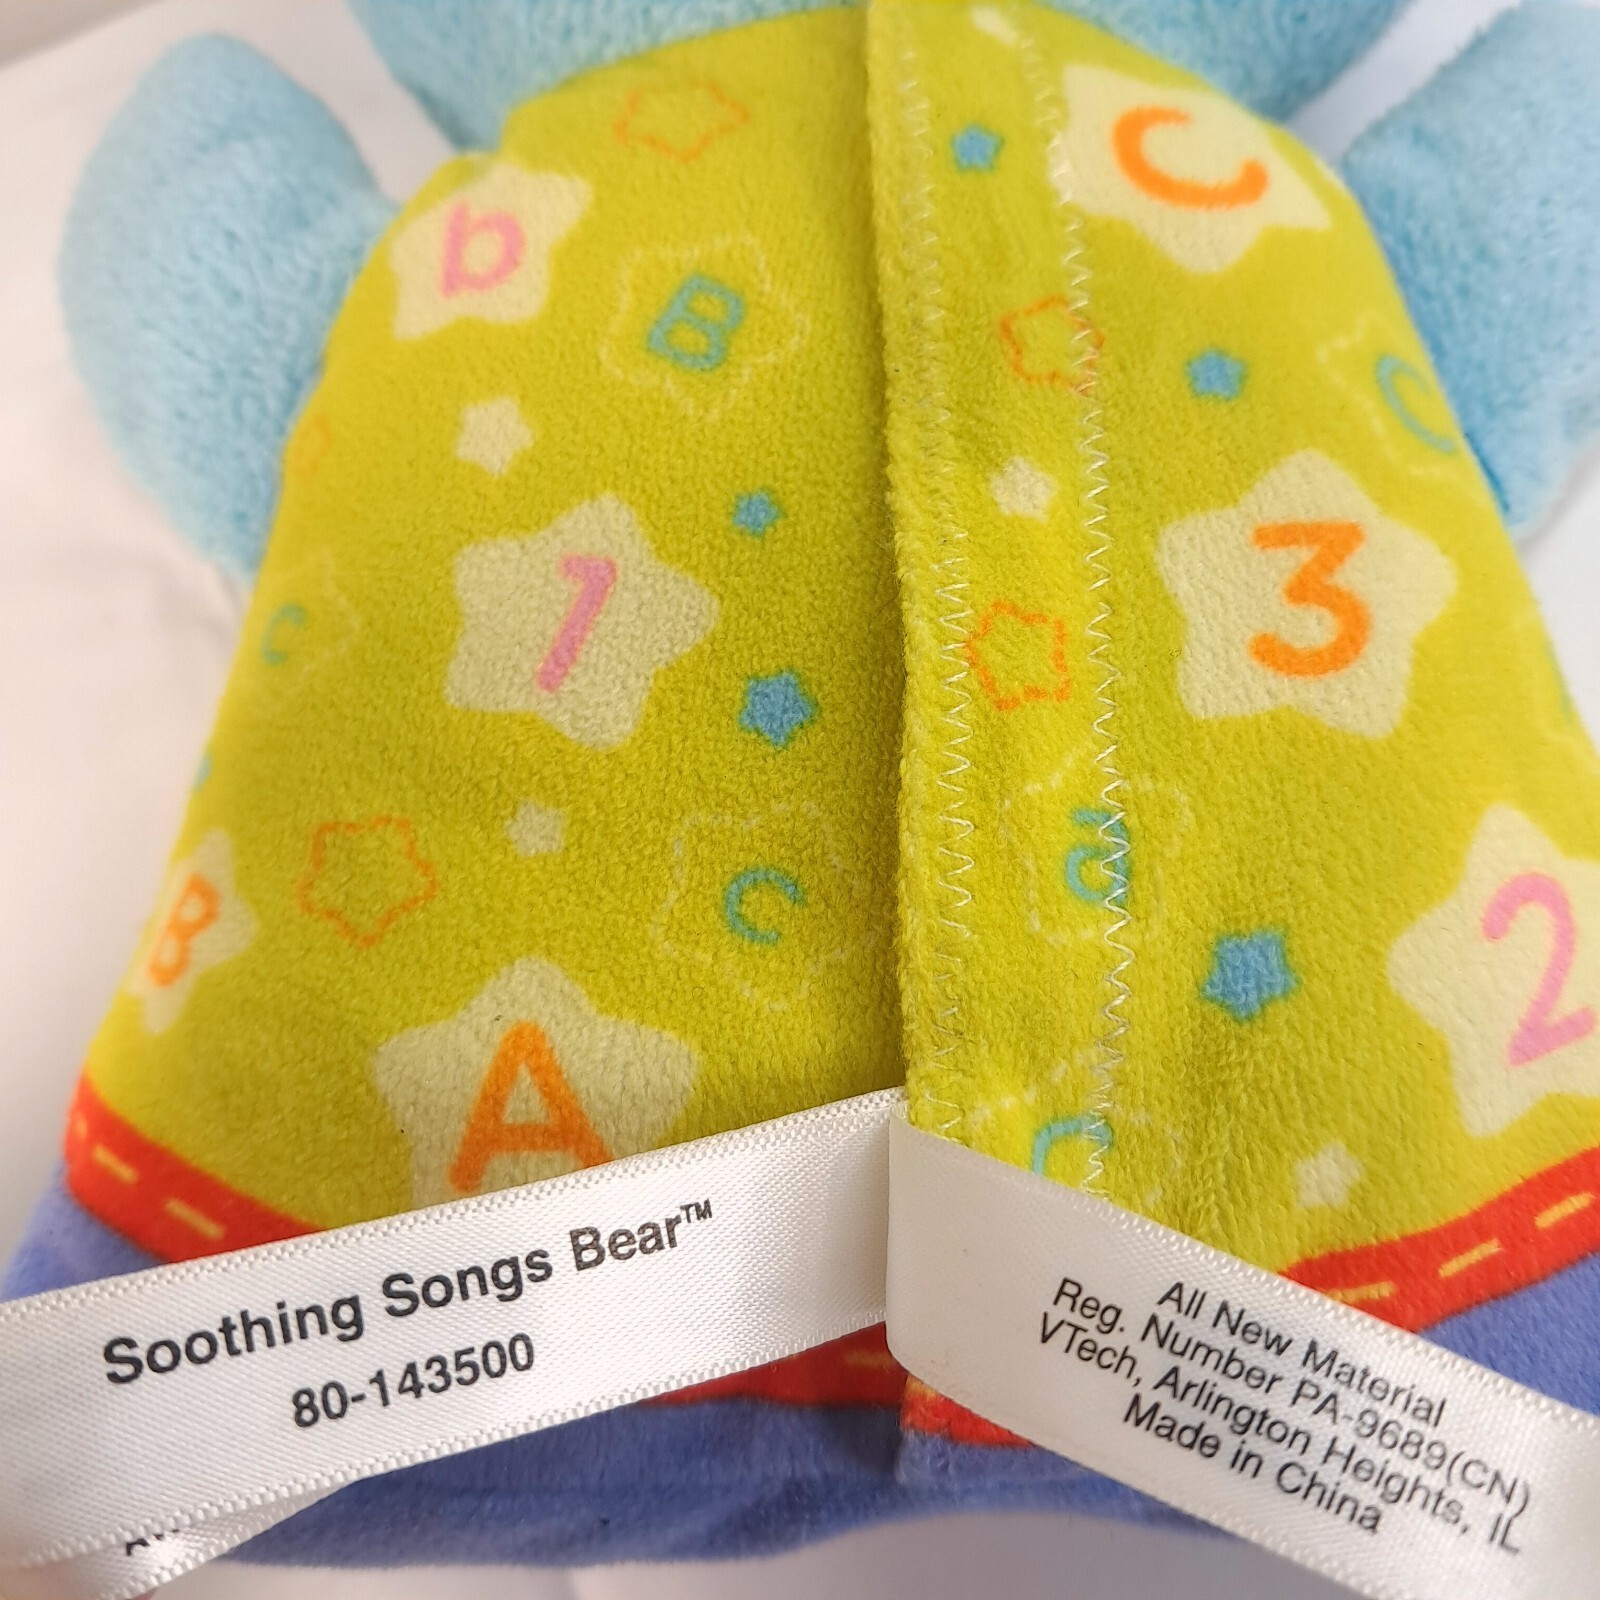 C
b
B
C
1
3
C
a
B
C
2
A
C
Soothing Songs Bear™
80-143500
All New Material
Reg. Number PA-9689(CN)
VTech, Arlington Heights, IL
Made in China